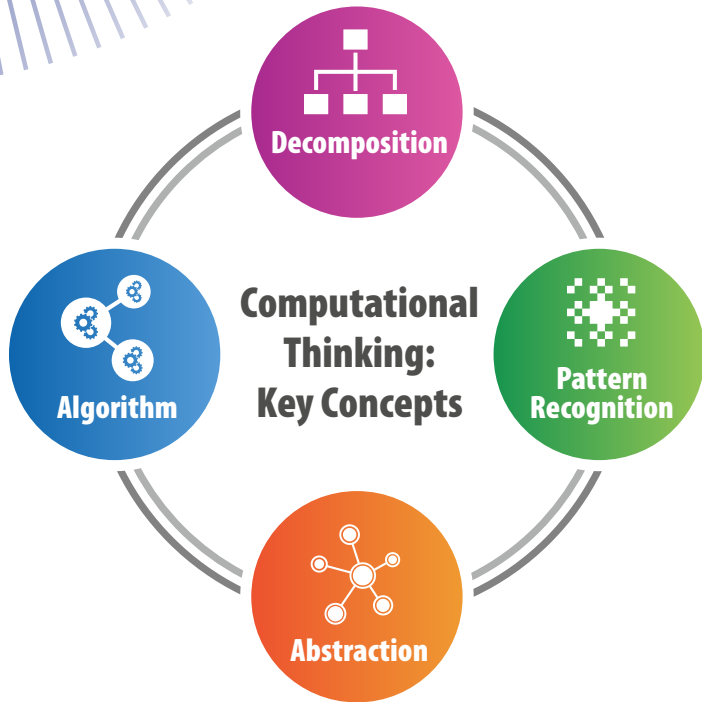 Decomposition
Computational
Thinking:
Key Concepts
Pattern
Recognition
Algorithm
Abstraction